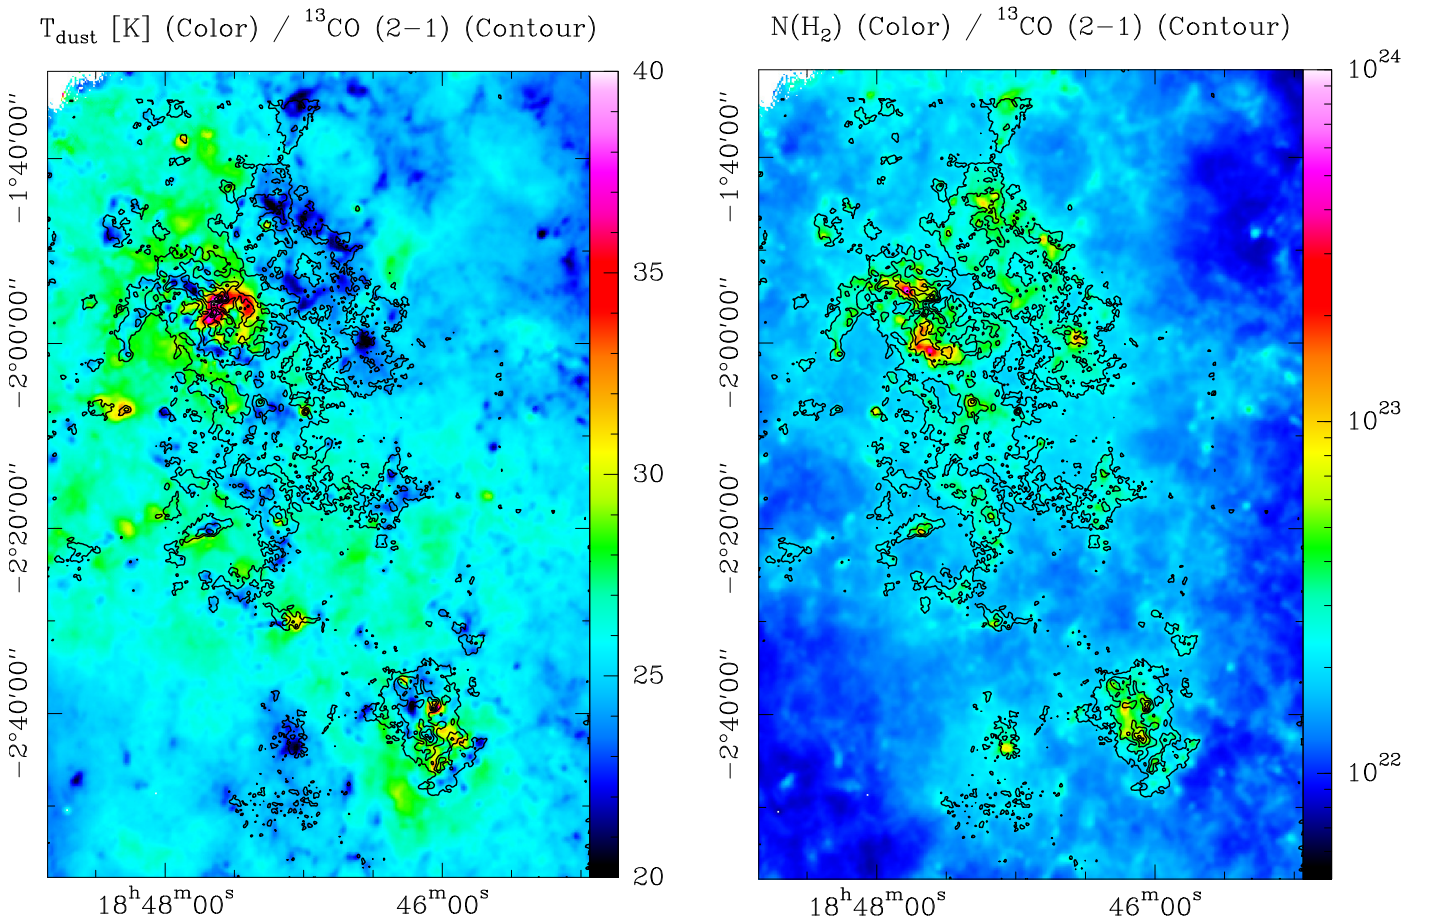 T_dust [K] (Color) / ¹³CO (2−1) (Contour)
−1°40′00″
−2°00′00″
−2°20′00″
−2°40′00″
18ʰ48ᵐ00ˢ
46ᵐ00ˢ
40
35
30
25
20
N(H₂) (Color) / ¹³CO (2−1) (Contour)
−1°40′00″
−2°00′00″
−2°20′00″
−2°40′00″
18ʰ48ᵐ00ˢ
46ᵐ00ˢ
10²⁴
10²³
10²²